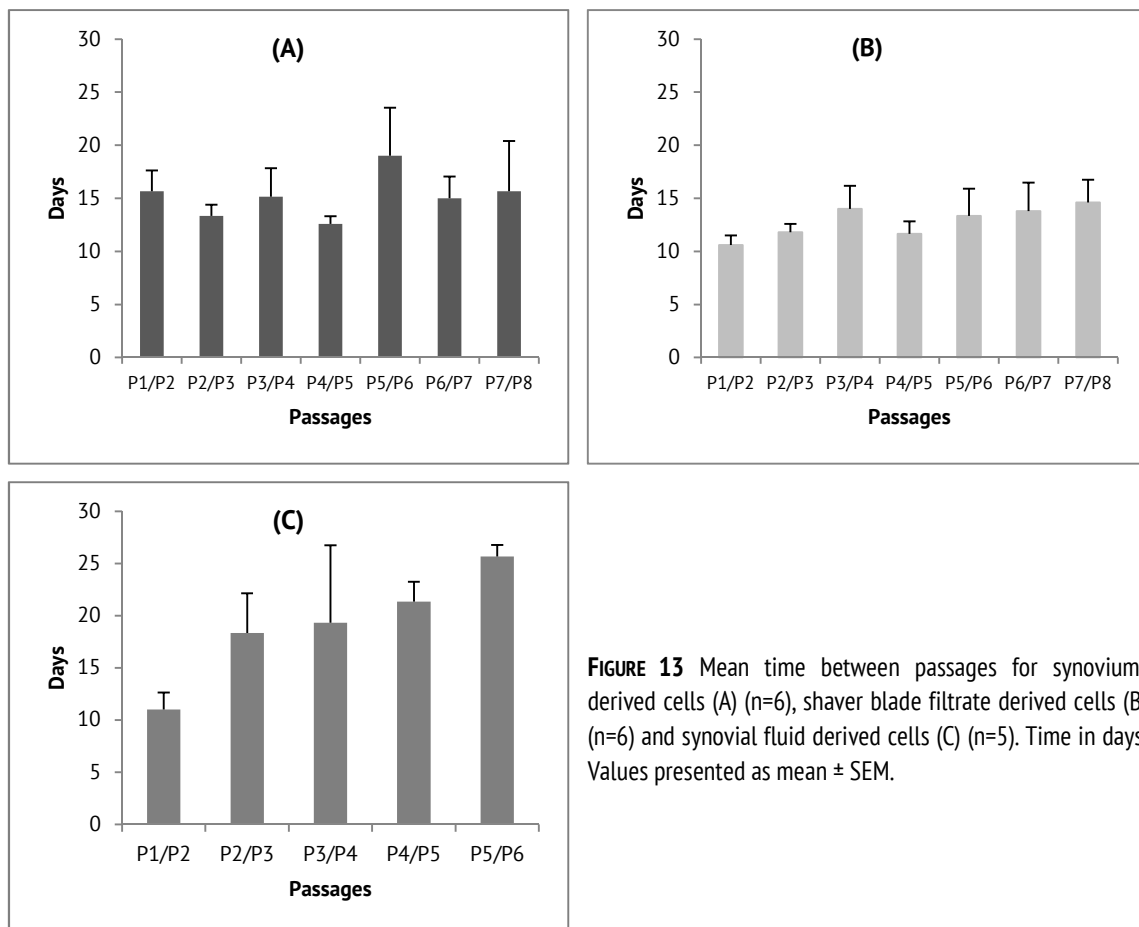 (A)
30
25
20
15
10
5
0
Days
P1/P2 P2/P3 P3/P4 P4/P5 P5/P6 P6/P7 P7/P8
Passages
(B)
30
25
20
15
10
5
0
Days
P1/P2 P2/P3 P3/P4 P4/P5 P5/P6 P6/P7 P7/P8
Passages
(C)
30
25
20
15
10
5
0
Days
P1/P2 P2/P3 P3/P4 P4/P5 P5/P6
Passages
FIGURE 13 Mean time between passages for synovium
derived cells (A) (n=6), shaver blade filtrate derived cells (B
(n=6) and synovial fluid derived cells (C) (n=5). Time in days
Values presented as mean ± SEM.